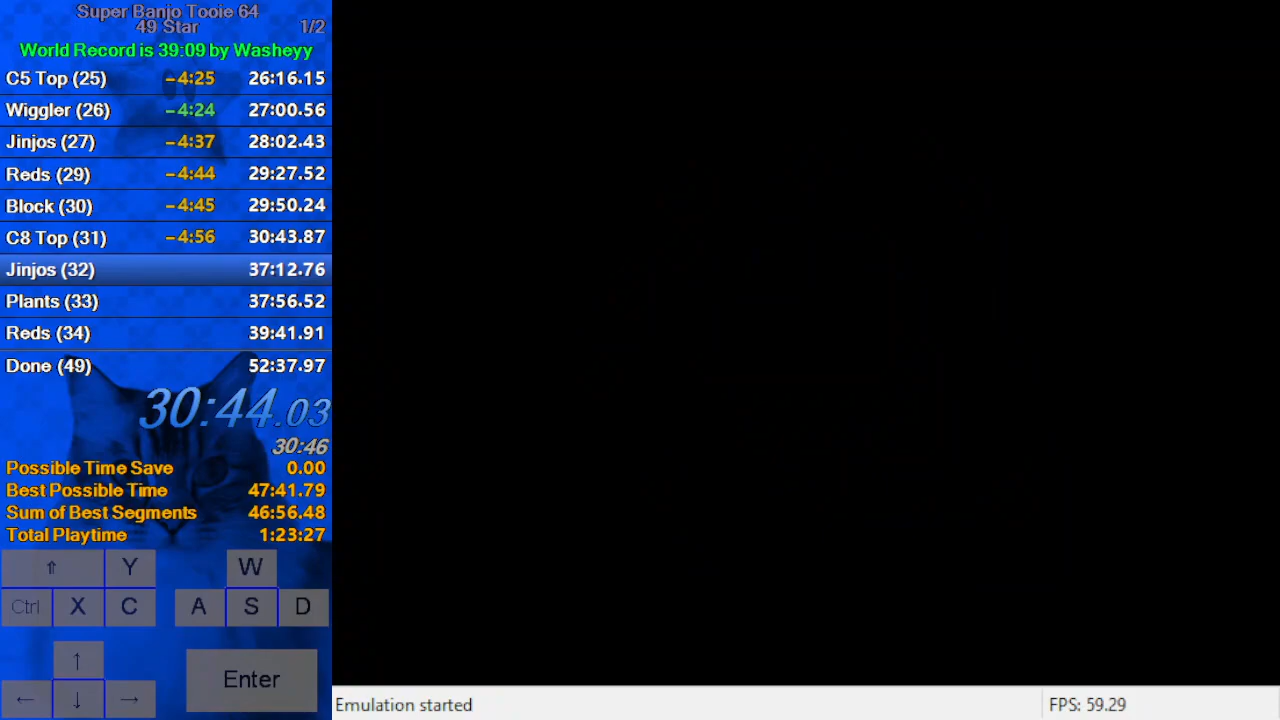 Super Banjo Tooie 64
49 Star 1/2
World Record is 39:09 by Washeyy
C5 Top (25) −4:25 26:16.15
Wiggler (26) −4:24 27:00.56
Jinjos (27) −4:37 28:02.43
Reds (29) −4:44 29:27.52
Block (30) −4:45 29:50.24
C8 Top (31) −4:56 30:43.87
Jinjos (32) 37:12.76
Plants (33) 37:56.52
Reds (34) 39:41.91
Done (49) 52:37.97
30:44.03
30:46
Possible Time Save 0.00
Best Possible Time 47:41.79
Sum of Best Segments 46:56.48
Total Playtime 1:23:27
⇑ Y W
Ctrl X C A S D
↑
← ↓ → Enter
Emulation started FPS: 59.29